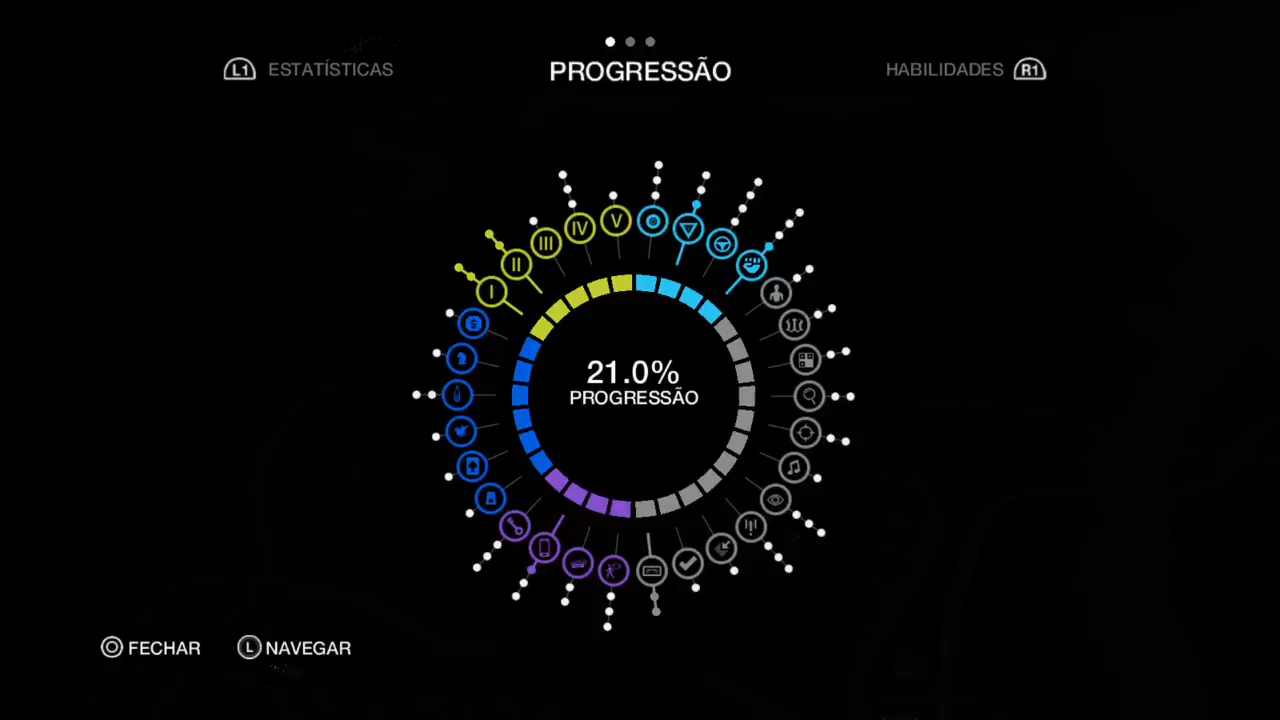 L1 ESTATÍSTICAS
PROGRESSÃO
HABILIDADES R1
I
II
III
IV
V
21.0%
PROGRESSÃO
FECHAR
L NAVEGAR